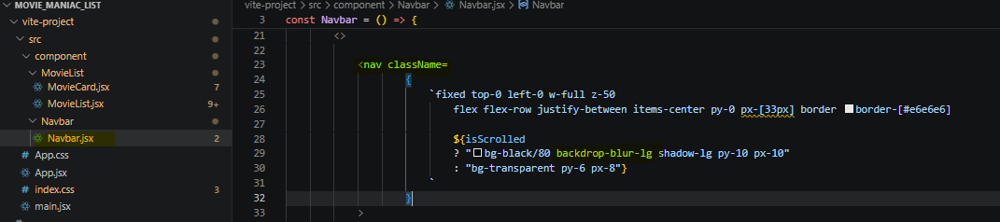 MOVIE_MANIAC_LIST
vite-project
src
component
MovieList
MovieCard.jsx 7
MovieList.jsx 9+
Navbar
Navbar.jsx 2
App.css
App.jsx
index.css 3
main.jsx
vite-project > src > component > Navbar > Navbar.jsx > Navbar
3 const Navbar = () => {
21 <>
22
23 <nav className=
24 {
25 `fixed top-0 left-0 w-full z-50
26 flex flex-row justify-between items-center py-0 px-[33px] border border-[#e6e6e6]
27
28 ${isScrolled
29 ? "bg-black/80 backdrop-blur-lg shadow-lg py-10 px-10"
30 : "bg-transparent py-6 px-8"}
31 `
32 }
33 >